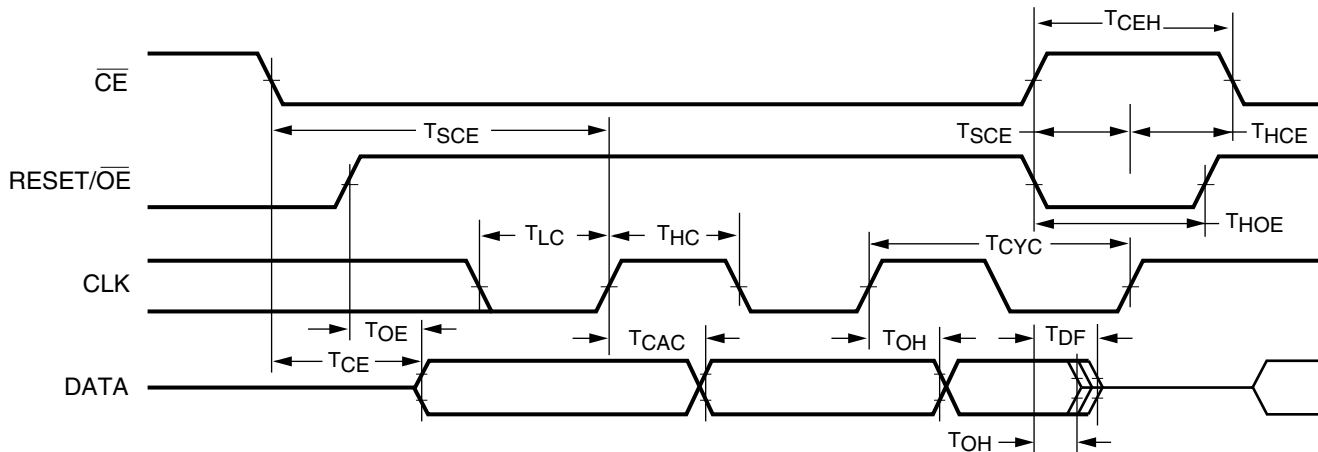 TCEH
CE
TSCE
TSCE
THCE
RESET/OE
TLC
THC
TCYC
THOE
CLK
TOE
TCAC
TOH
TDF
TCE
DATA
TOH